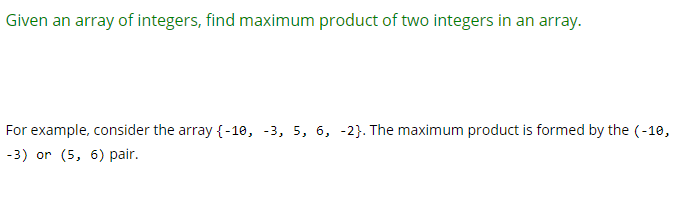 Given an array of integers, find maximum product of two integers in an array.
For example, consider the array {-10, -3, 5, 6, -2}. The maximum product is formed by the (-10,
-3) or (5, 6) pair.